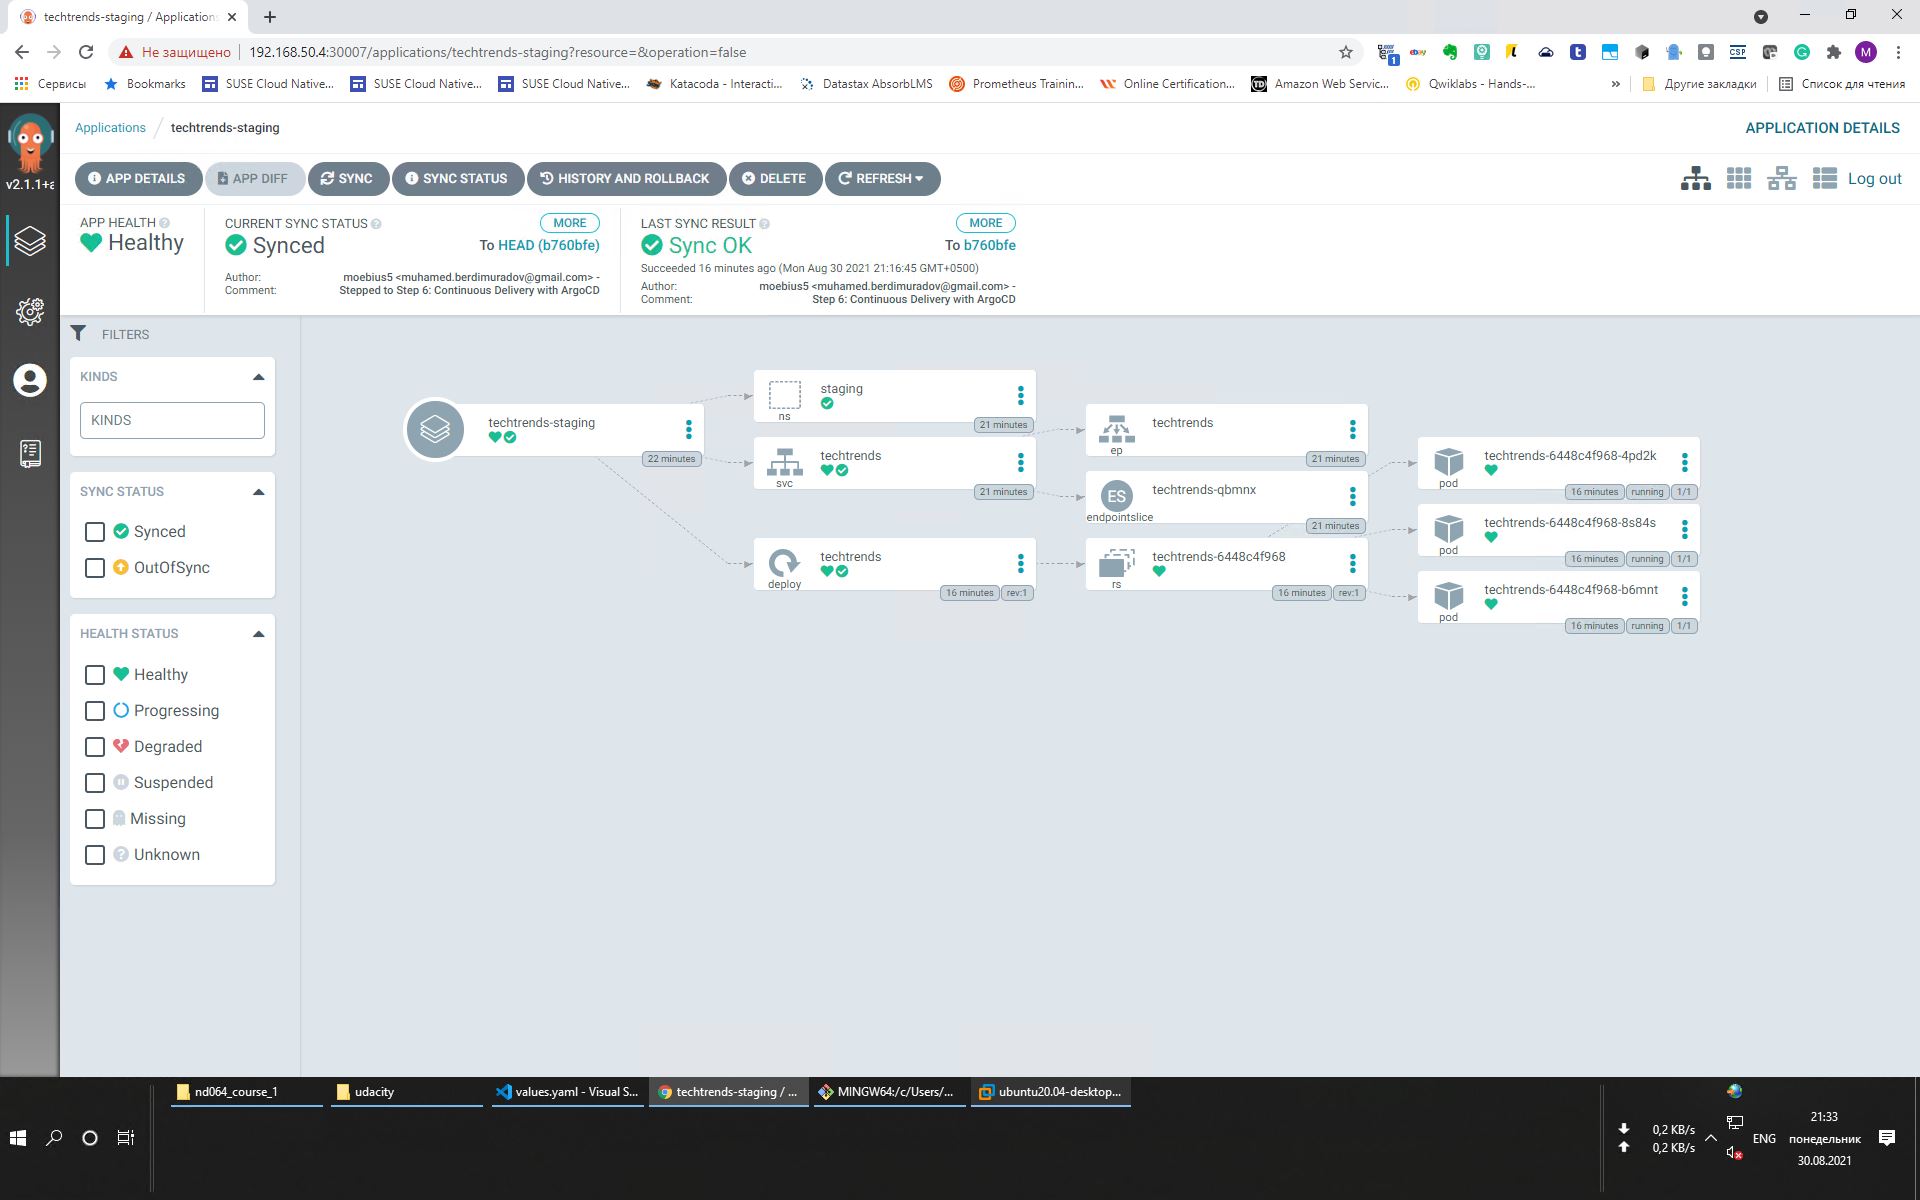 techtrends-staging / Application
Не защищено
192.168.50.4:30007/applications/techtrends-staging?resource=&operation=false
1
ebay
CSP
M
Сервисы
Bookmarks
SUSE Cloud Native...
SUSE Cloud Native...
SUSE Cloud Native...
Katacoda - Interacti...
Datastax AbsorbLMS
Prometheus Trainin...
Online Certification...
Amazon Web Servic...
Qwiklabs - Hands-...
»
Другие закладки
Список для чтения
v2.1.1+a
Applications
techtrends-staging
APPLICATION DETAILS
APP DETAILS
APP DIFF
SYNC
SYNC STATUS
HISTORY AND ROLLBACK
DELETE
REFRESH
Log out
APP HEALTH
Healthy
CURRENT SYNC STATUS
MORE
Synced
To HEAD (b760bfe)
Author: moebius5 <muhamed.berdimuradov@gmail.com> -
Comment: Stepped to Step 6: Continuous Delivery with ArgoCD
LAST SYNC RESULT
MORE
Sync OK
To b760bfe
Succeeded 16 minutes ago (Mon Aug 30 2021 21:16:45 GMT+0500)
Author: moebius5 <muhamed.berdimuradov@gmail.com> -
Comment: Step 6: Continuous Delivery with ArgoCD
FILTERS
KINDS
KINDS
SYNC STATUS
Synced
OutOfSync
HEALTH STATUS
Healthy
Progressing
Degraded
Suspended
Missing
Unknown
techtrends-staging
22 minutes
staging
ns
21 minutes
techtrends
svc
21 minutes
techtrends
deploy
16 minutes
rev:1
techtrends
ep
21 minutes
ES
techtrends-qbmnx
endpointslice
21 minutes
techtrends-6448c4f968
rs
16 minutes
rev:1
techtrends-6448c4f968-4pd2k
pod
16 minutes
running
1/1
techtrends-6448c4f968-8s84s
pod
16 minutes
running
1/1
techtrends-6448c4f968-b6mnt
pod
16 minutes
running
1/1
nd064_course_1
udacity
values.yaml - Visual S...
techtrends-staging / ...
MINGW64:/c/Users/...
ubuntu20.04-desktop...
0,2 KB/s
0,2 KB/s
ENG
21:33
понедельник
30.08.2021